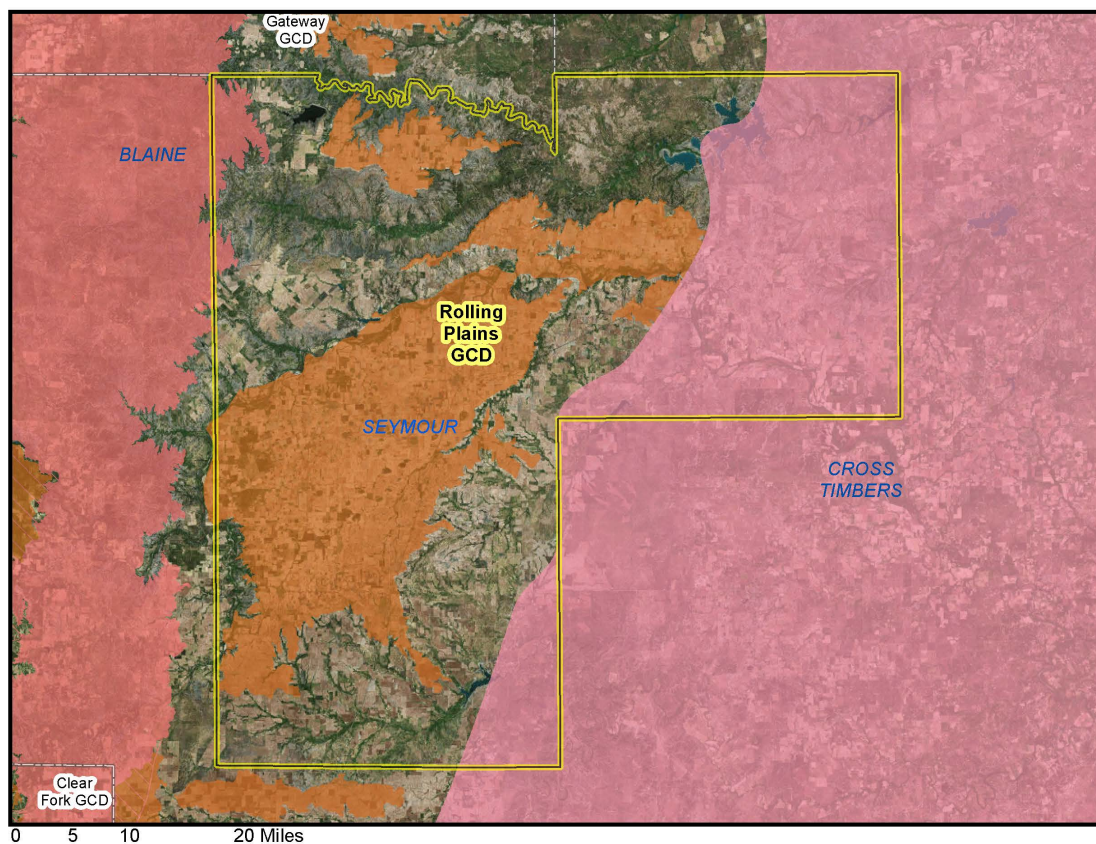 Gateway
GCD
BLAINE
Rolling
Plains
GCD
SEYMOUR
CROSS
TIMBERS
Clear
Fork GCD
0 5 10 20 Miles